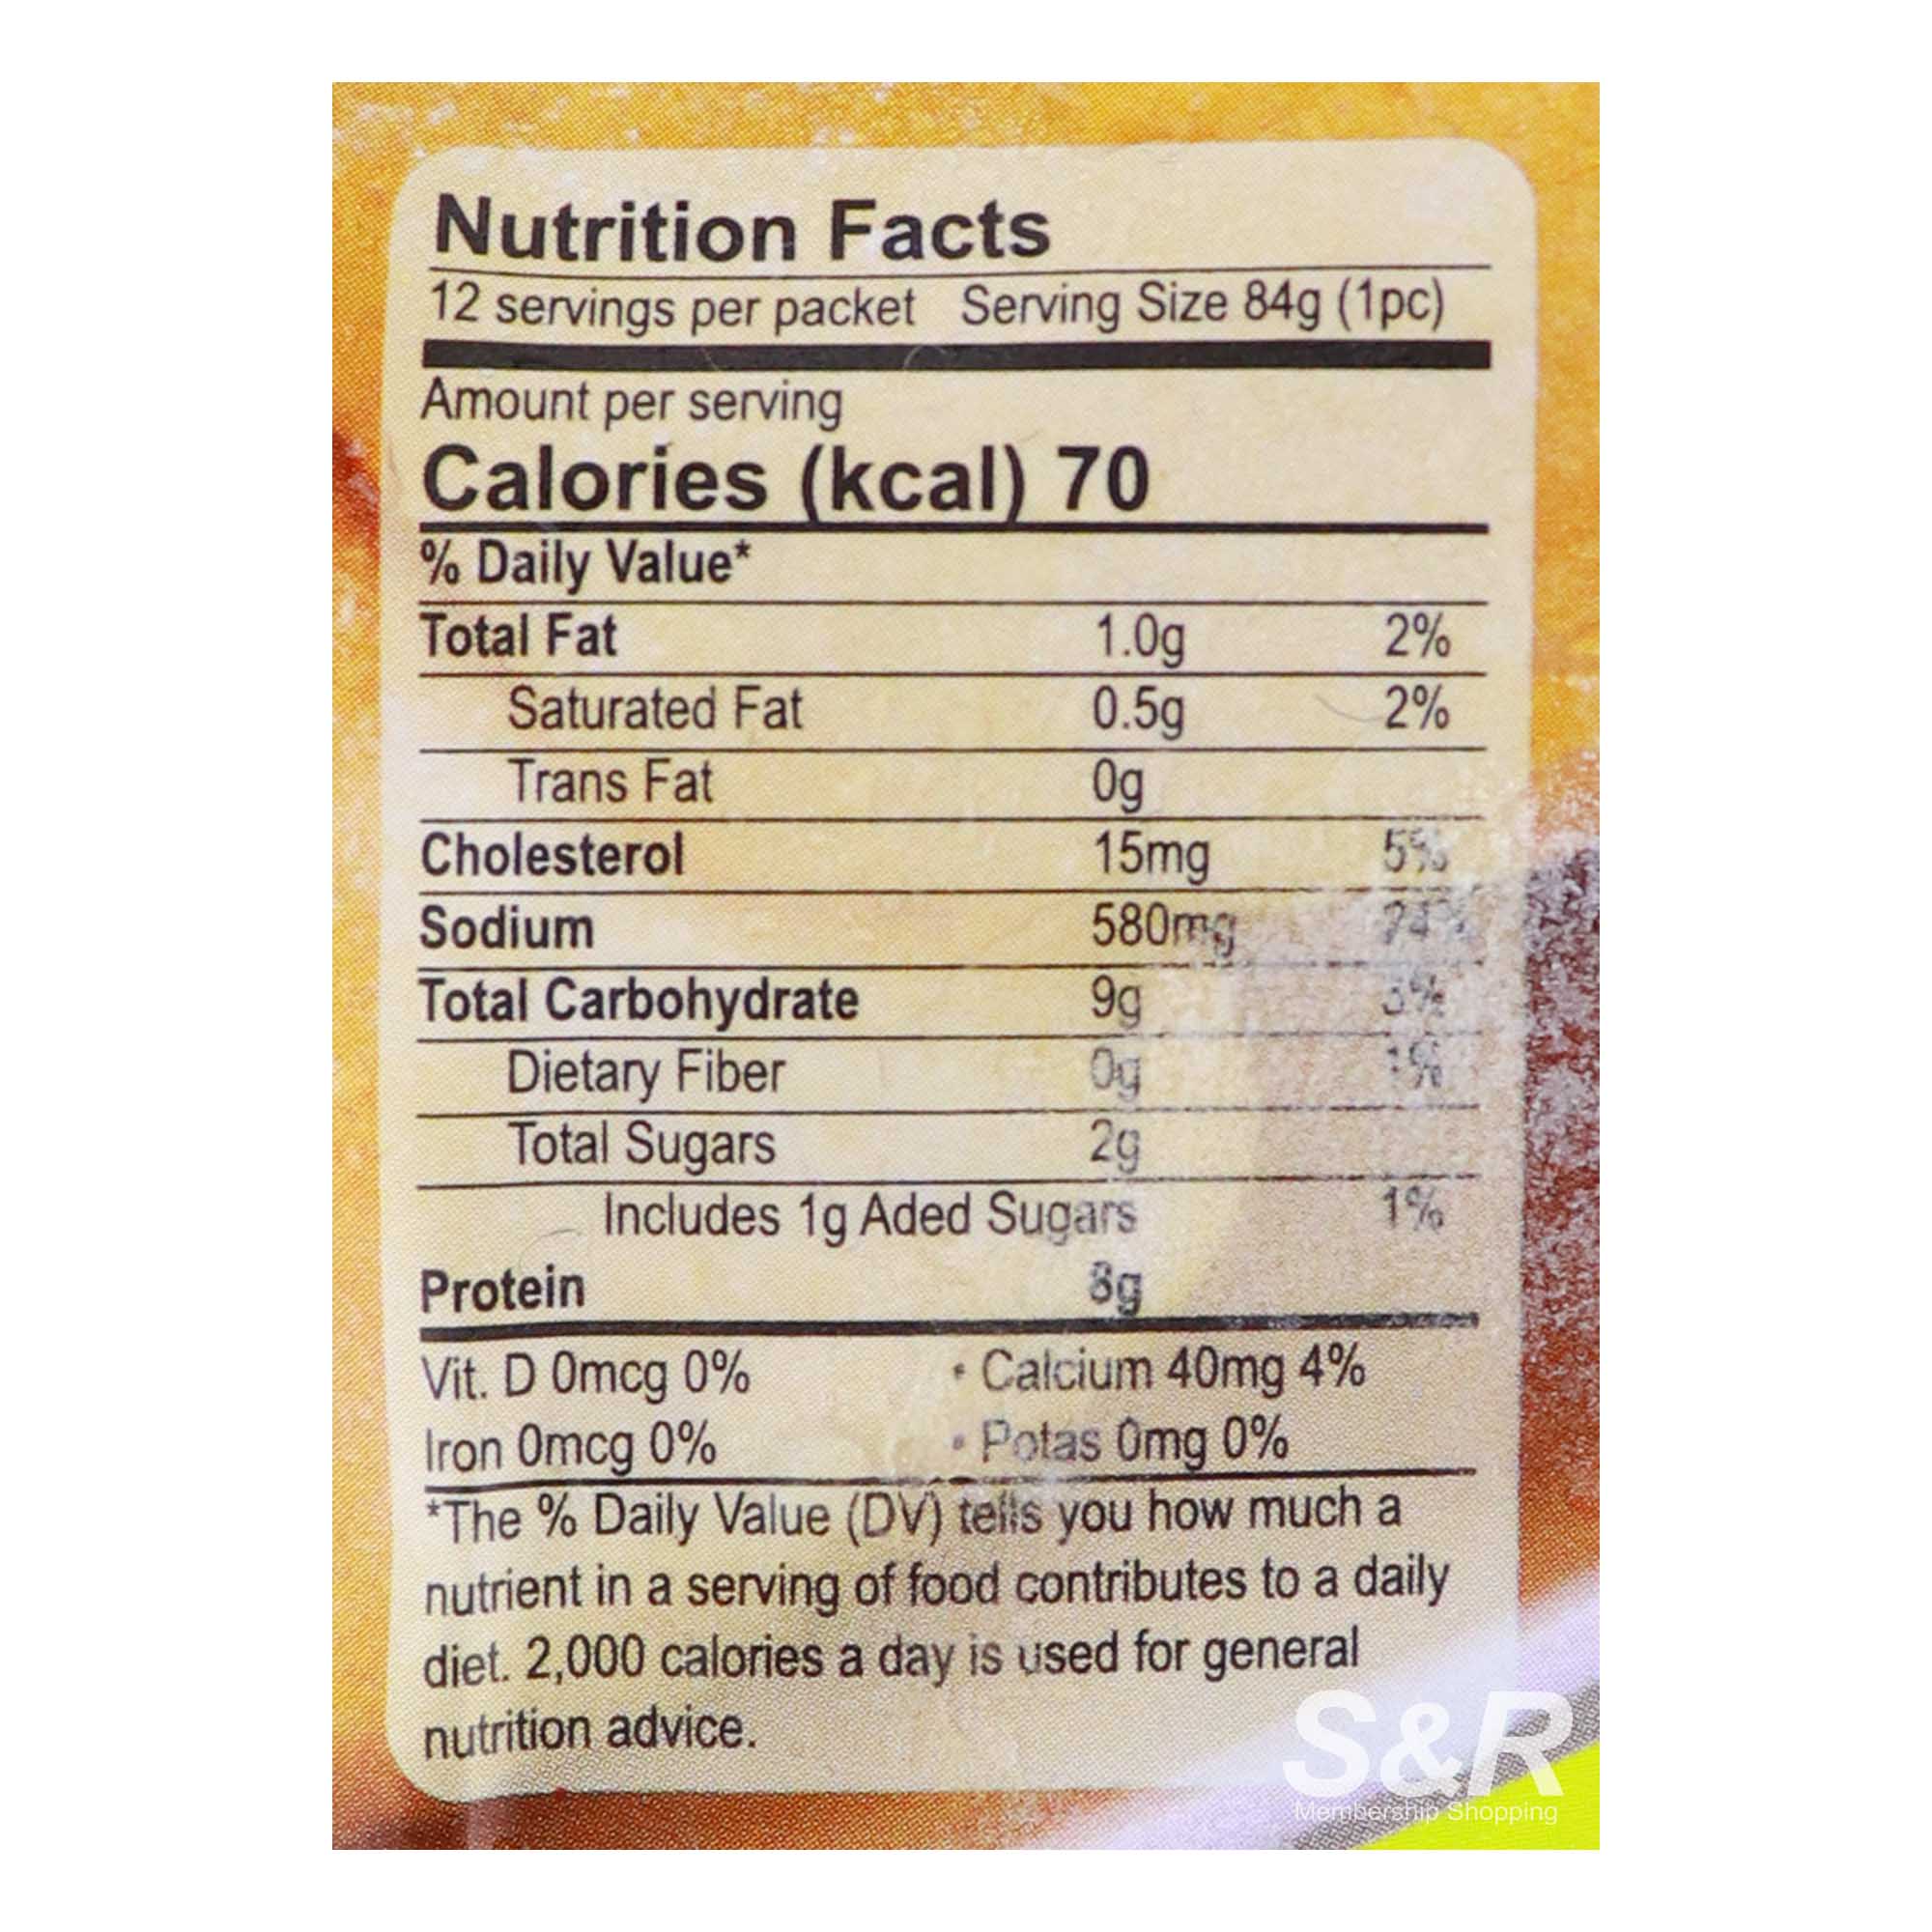 Nutrition Facts
12 servings per packet Serving Size 84g (1pc)
Amount per serving
Calories (kcal) 70
% Daily Value*
Total Fat 1.0g 2%
Saturated Fat 0.5g 2%
Trans Fat 0g
Cholesterol 15mg 5%
Sodium 580mg 24%
Total Carbohydrate 9g 3%
Dietary Fiber 0g 1%
Total Sugars 2g
Includes 1g Aded Sugars 1%
Protein 8g
Vit. D 0mcg 0% • Calcium 40mg 4%
Iron 0mcg 0% • Potas 0mg 0%
*The % Daily Value (DV) tells you how much a
nutrient in a serving of food contributes to a daily
diet. 2,000 calories a day is used for general
nutrition advice.
S&R
Membership Shopping